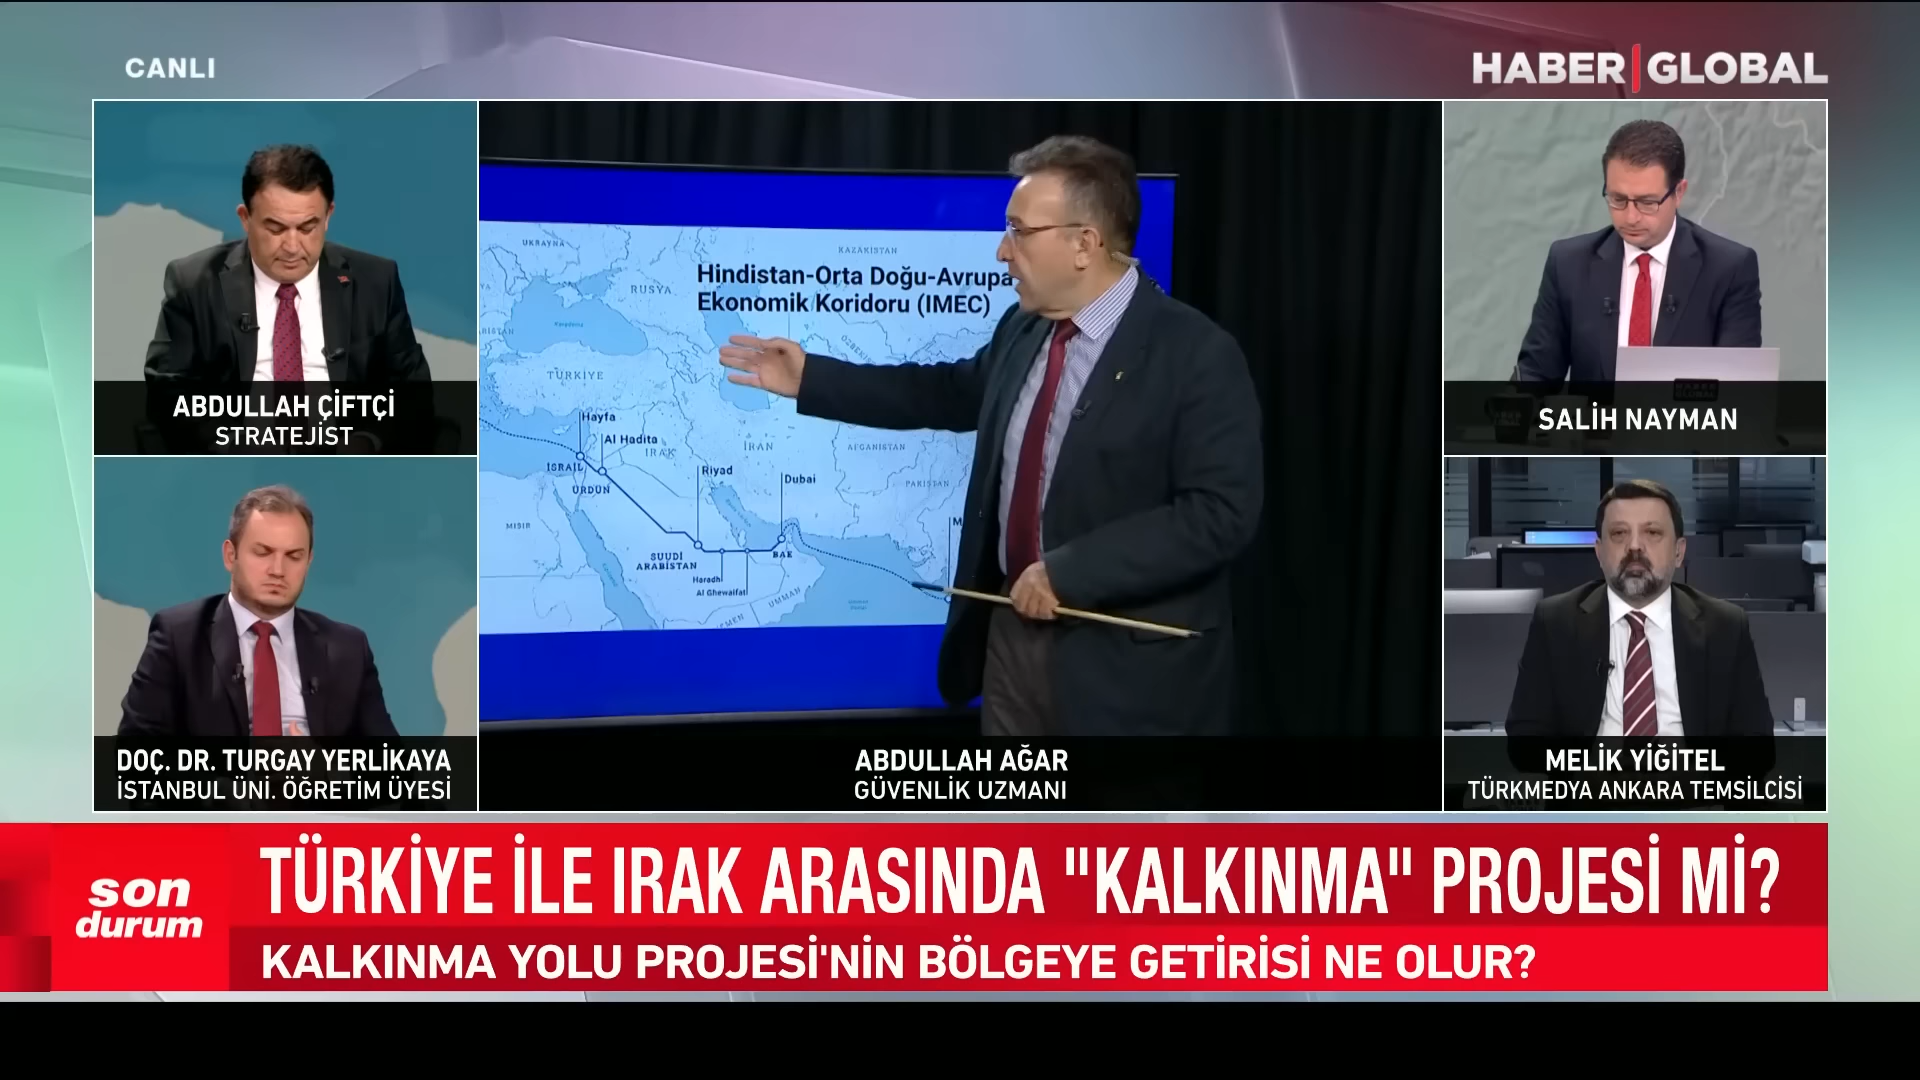 CANLI
HABER GLOBAL
ABDULLAH ÇİFTÇİ
STRATEJİST
DOÇ. DR. TURGAY YERLİKAYA
İSTANBUL ÜNİ. ÖĞRETİM ÜYESİ
UKRAYNA
KAZAKİSTAN
Hindistan-Orta Doğu-Avrupa
Ekonomik Koridoru (IMEC)
RUSYA
TÜRKİYE
Hayfa
Al Hadita
IRAK
İRAN
AFGANİSTAN
İSRAİL
Riyad
Dubai
PAKİSTAN
ÜRDÜN
MISIR
M
BAE
SUUDİ
ARABİSTAN
Haradh
Al Ghewaifat
UMMAN
ABDULLAH AĞAR
GÜVENLİK UZMANI
SALİH NAYMAN
MELİK YİĞİTEL
TÜRKMEDYA ANKARA TEMSİLCİSİ
son
durum
TÜRKİYE İLE IRAK ARASINDA "KALKINMA" PROJESİ Mİ?
KALKINMA YOLU PROJESİ'NİN BÖLGEYE GETİRİSİ NE OLUR?